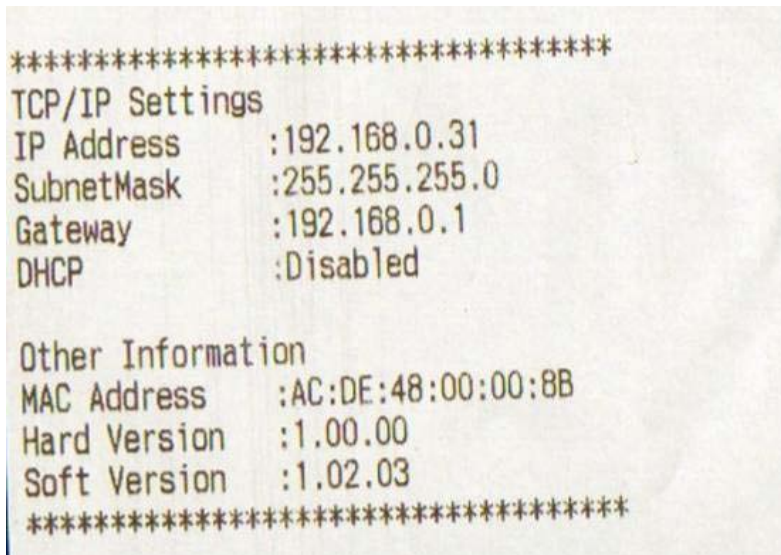 ************************************
TCP/IP Settings
IP Address :192.168.0.31
SubnetMask :255.255.255.0
Gateway :192.168.0.1
DHCP :Disabled
Other Information
MAC Address :AC:DE:48:00:00:8B
Hard Version :1.00.00
Soft Version :1.02.03
************************************